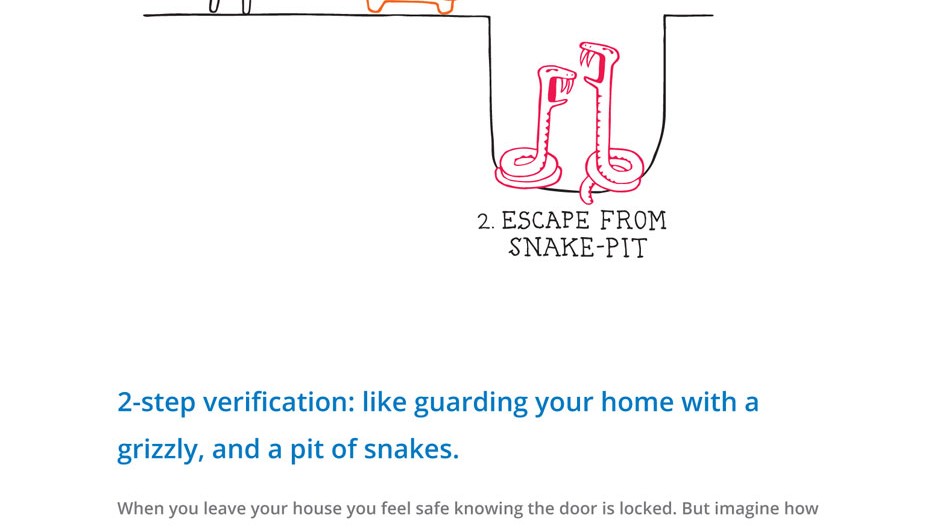 2. ESCAPE FROM
SNAKE-PIT
2-step verification: like guarding your home with a
grizzly, and a pit of snakes.
When you leave your house you feel safe knowing the door is locked. But imagine how